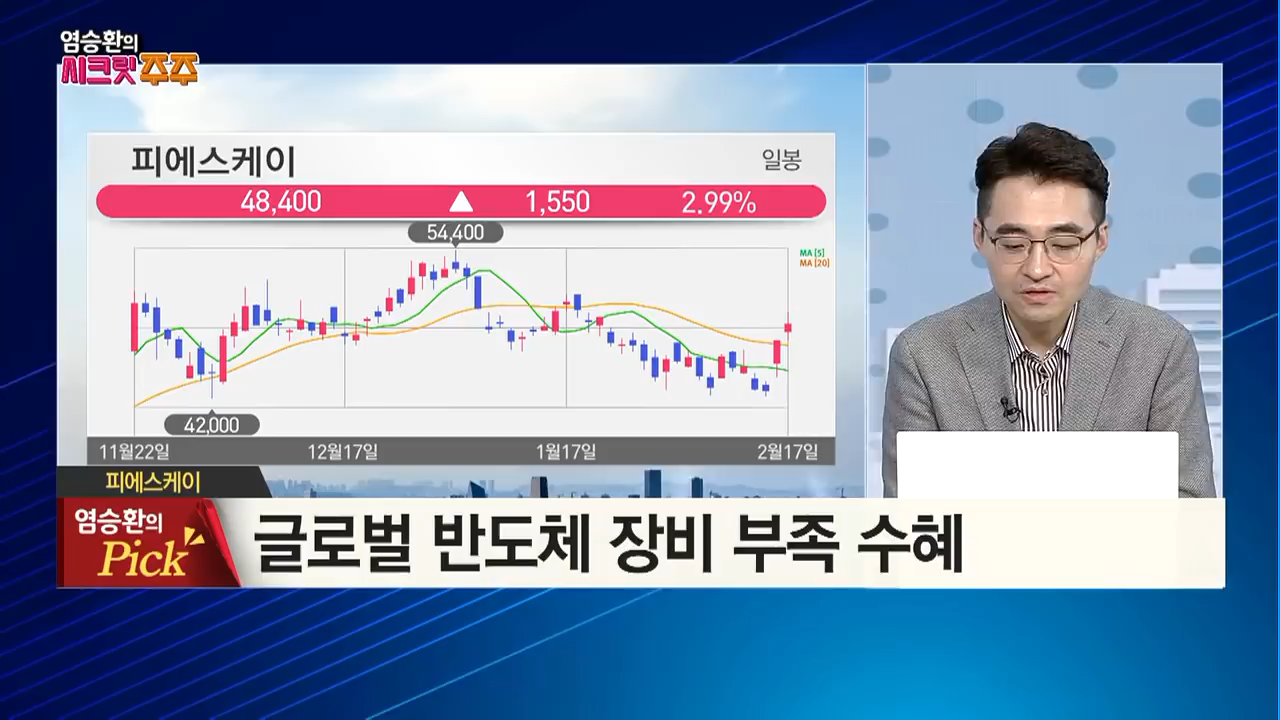 염승환의
시크릿 주주
피에스케이
일봉
48,400 ▲ 1,550 2.99%
54,400
MA [5]
MA [20]
42,000
11월22일 12월17일 1월17일 2월17일
피에스케이
염승환의
Pick
글로벌 반도체 장비 부족 수혜